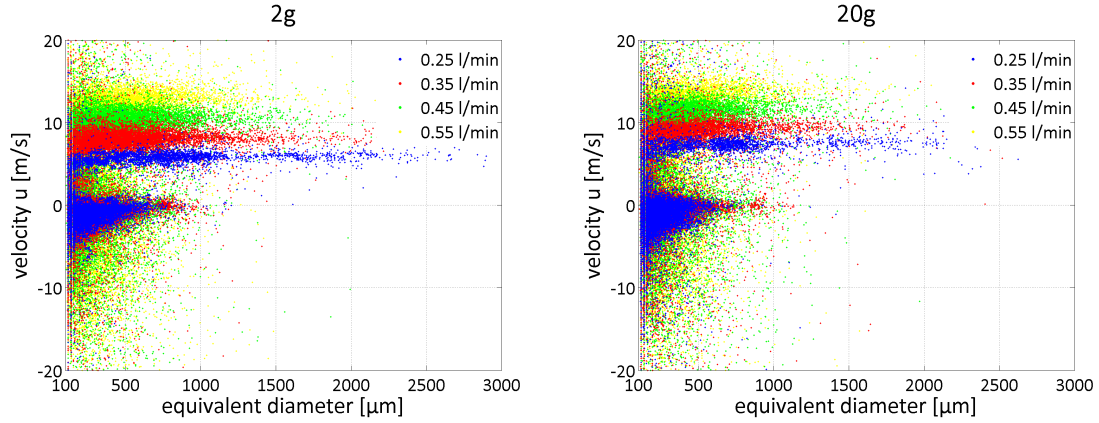 2g
20
10
0
-10
-20
velocity u [m/s]
0.25 l/min
0.35 l/min
0.45 l/min
0.55 l/min
100 500 1000 1500 2000 2500 3000
equivalent diameter [µm]
20g
20
10
0
-10
-20
velocity u [m/s]
0.25 l/min
0.35 l/min
0.45 l/min
0.55 l/min
100 500 1000 1500 2000 2500 3000
equivalent diameter [µm]